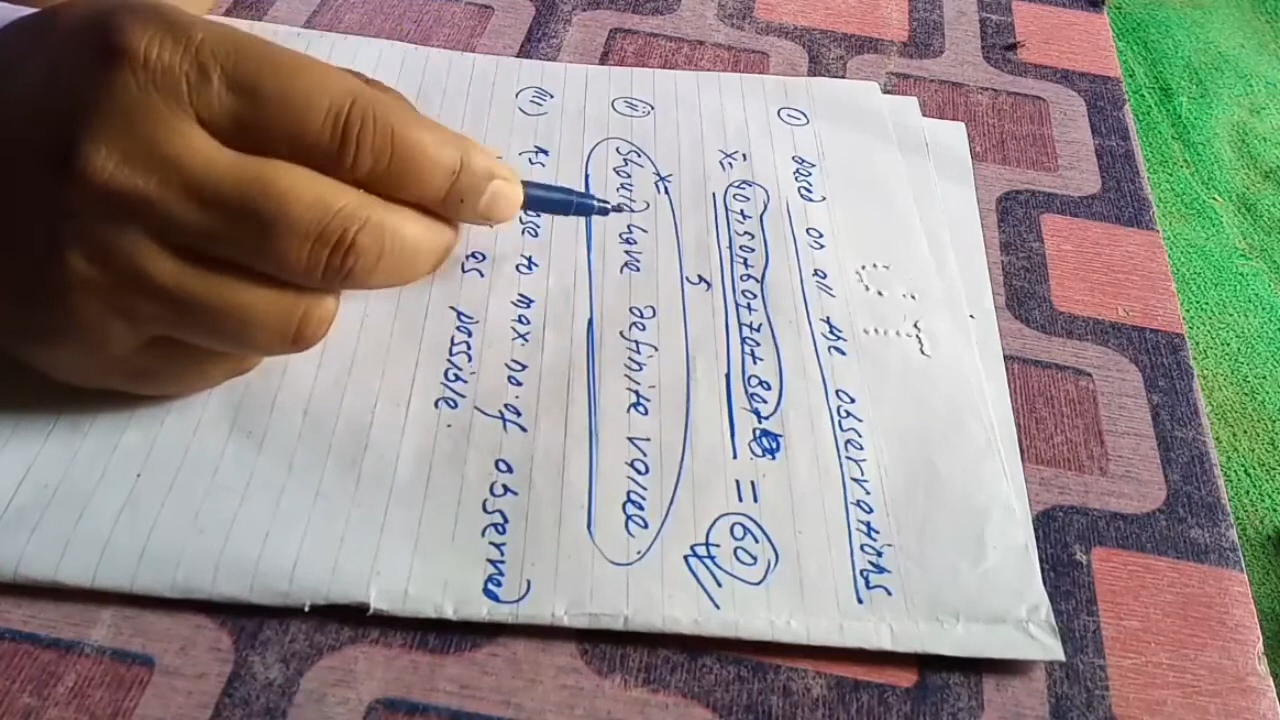 ① Based on all the observations
x̄ = 40+50+60+70+80+ = 60
5
x =
ⅱ Should have definite value.
(iii) As close to max no. of observed
as possible.